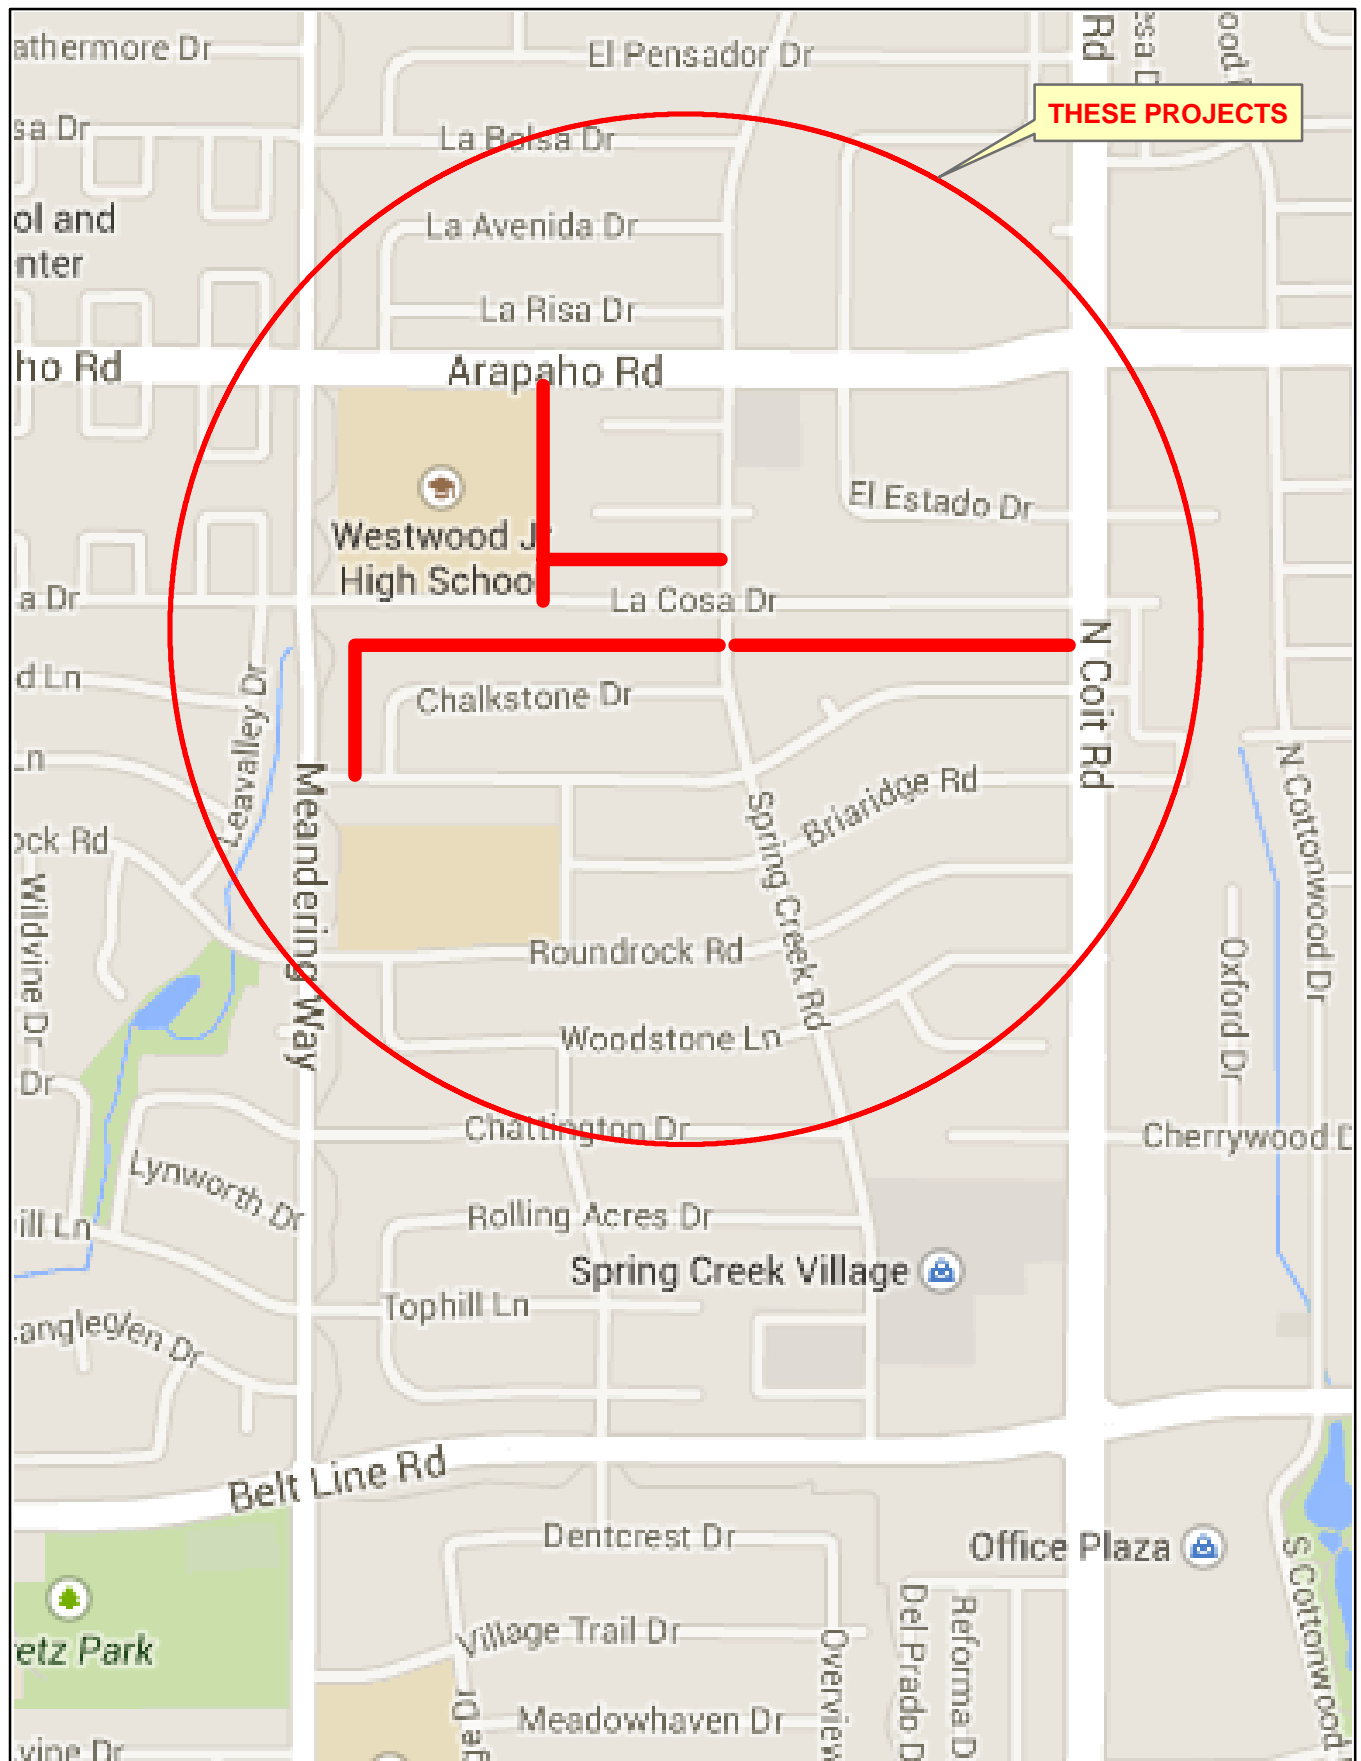 athermore Dr
El Pensador Dr
Rd
THESE PROJECTS
sa Dr
La Bolsa Dr
ol and
nter
La Avenida Dr
La Risa Dr
ho Rd
Arapaho Rd
El Estado Dr
Westwood Jr
High School
a Dr
La Cosa Dr
N Coit Rd
d Ln
Leavalley Dr
Chalkstone Dr
Ln
Meandering Way
Spring Creek Rd
Briaridge Rd
N Cottonwood Dr
ock Rd
Wildvine Dr
Roundrock Rd
Oxford Dr
Woodstone Ln
Dr
Chattington Dr
Cherrywood D
Lynworth Dr
ill Ln
Rolling Acres Dr
Spring Creek Village
Tophill Ln
Belt Line Rd
Dentcrest Dr
Office Plaza
S Cottonwood
Del Prado D
Reforma D
etz Park
Village Trail Dr
Overview
Meadowhaven Dr
vine Dr